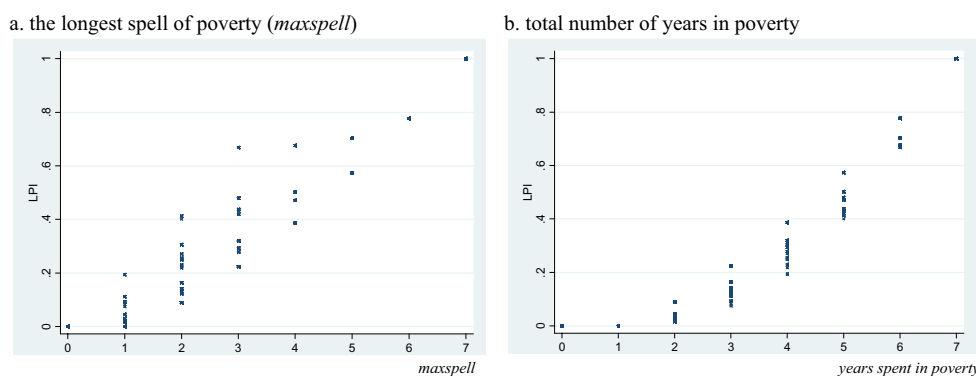 a. the longest spell of poverty (maxspell)
1
.8
.6
.4
.2
0
LPI
0 1 2 3 4 5 6 7
maxspell
b. total number of years in poverty
1
.8
.6
.4
.2
0
LPI
0 1 2 3 4 5 6 7
years spent in poverty